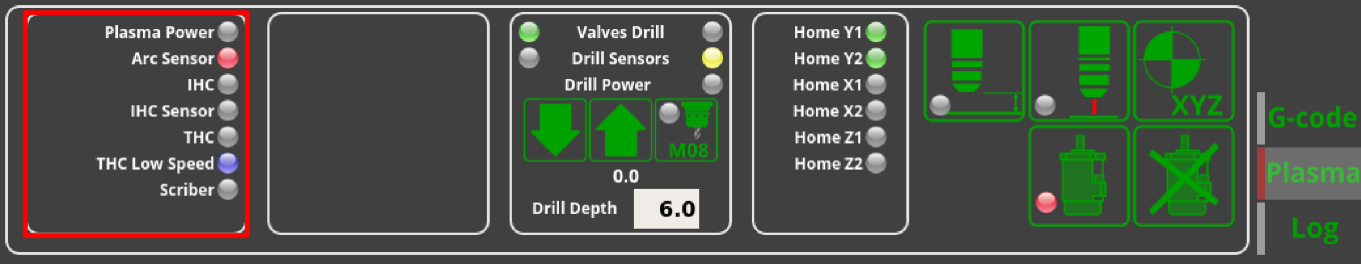 Plasma Power
Arc Sensor
IHC
IHC Sensor
THC
THC Low Speed
Scriber
Valves Drill
Drill Sensors
Drill Power
M08
0.0
Drill Depth 6.0
Home Y1
Home Y2
Home X1
Home X2
Home Z1
Home Z2
XYZ
G-code
Plasma
Log